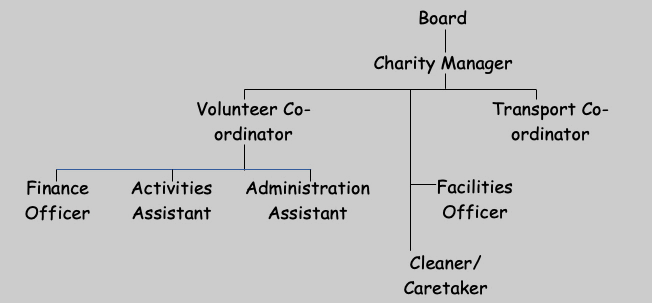 Board
Charity Manager
Volunteer Co-
ordinator
Transport Co-
ordinator
Finance
Officer
Activities
Assistant
Administration
Assistant
Facilities
Officer
Cleaner/
Caretaker